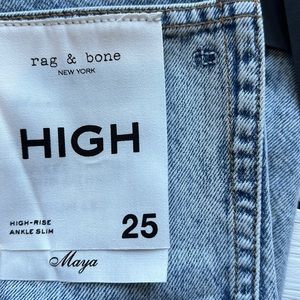 rag & bone
NEW YORK
HIGH
HIGH-RISE
ANKLE SLIM
25
Maya